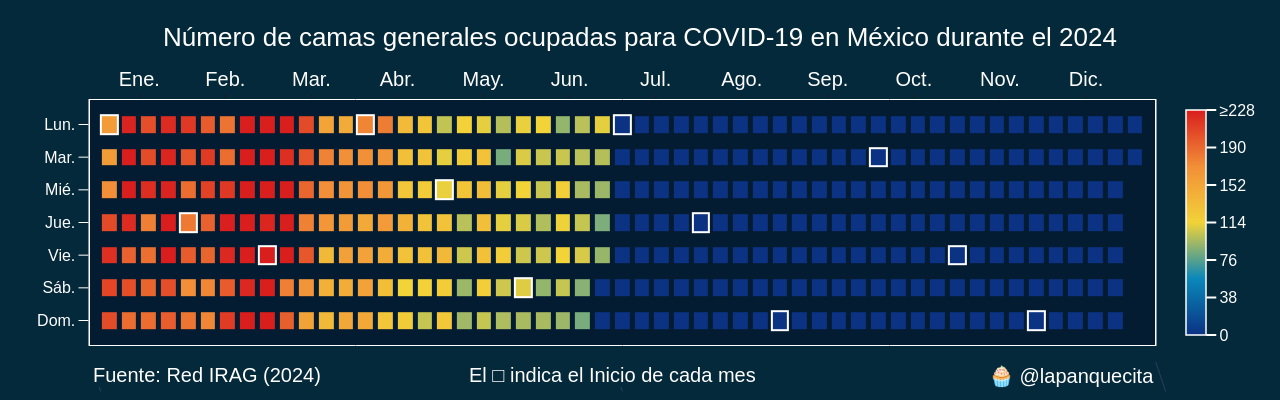 Número de camas generales ocupadas para COVID-19 en México durante el 2024
Ene. Feb. Mar. Abr. May. Jun. Jul. Ago. Sep. Oct. Nov. Dic.
Lun.
Mar.
Mié.
Jue.
Vie.
Sáb.
Dom.
≥228
190
152
114
76
38
0
Fuente: Red IRAG (2024)
El □ indica el Inicio de cada mes
🧁 @lapanquecita